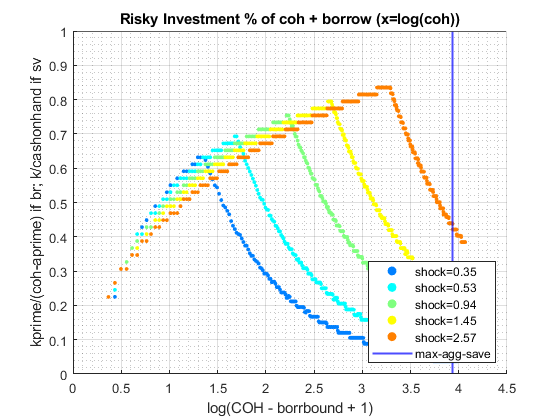 Risky Investment % of coh + borrow (x=log(coh))
kprime/(coh-aprime) if br; k/cashonhand if sv
1
0.9
0.8
0.7
0.6
0.5
0.4
0.3
0.2
0.1
0
shock=0.35
shock=0.53
shock=0.94
shock=1.45
shock=2.57
max-agg-save
0 0.5 1 1.5 2 2.5 3 3.5 4 4.5
log(COH - borrbound + 1)